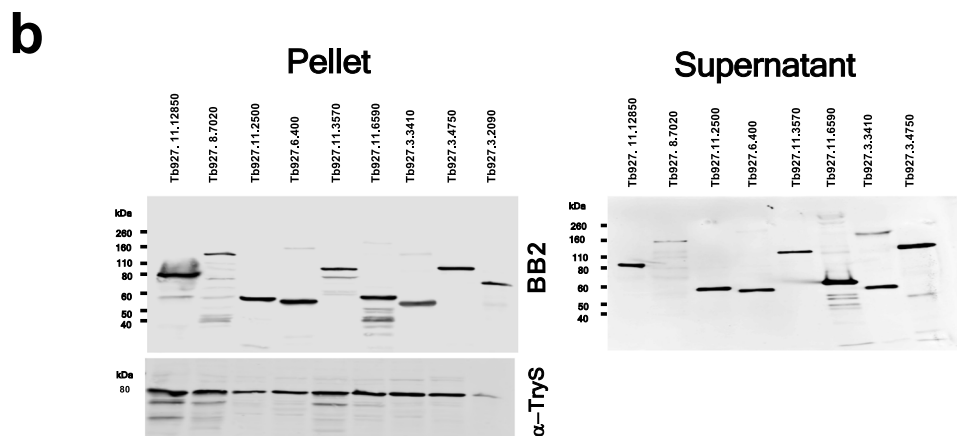 b
Pellet
Supernatant
Tb927. 11.12850
Tb927. 8.7020
Tb927.11.2500
Tb927.6.400
Tb927.11.3570
Tb927.11.6590
Tb927.3.3410
Tb927.3.4750
Tb927.3.2090
Tb927. 11.12850
Tb927. 8.7020
Tb927.11.2500
Tb927.6.400
Tb927.11.3570
Tb927.11.6590
Tb927.3.3410
Tb927.3.4750
kDa
260
160
110
80
60
50
40
BB2
kDa
260
160
110
80
60
50
40
kDa
80
α–TryS